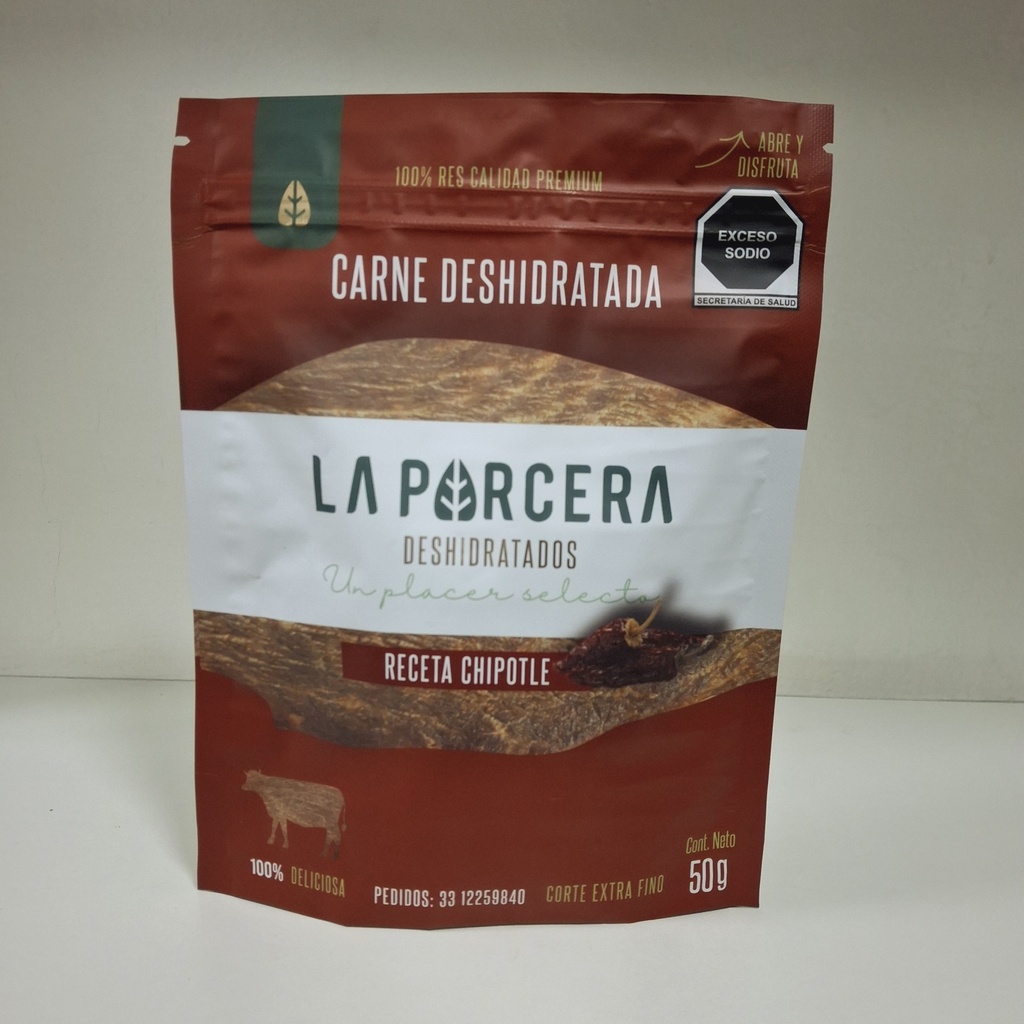 ABRE Y
DISFRUTA
100% RES CALIDAD PREMIUM
EXCESO
SODIO
SECRETARÍA DE SALUD
CARNE DESHIDRATADA
LA PARCERA
DESHIDRATADOS
Un placer selecto
RECETA CHIPOTLE
100% DELICIOSA
PEDIDOS: 33 12259840
CORTE EXTRA FINO
Cont. Neto
50g